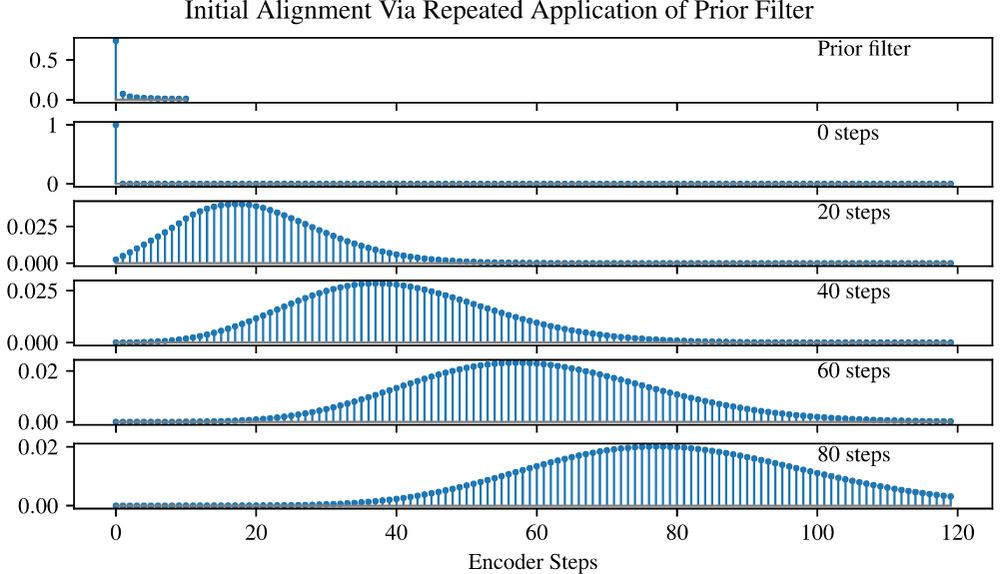 Initial Alignment Via Repeated Application of Prior Filter
Prior filter
0.5
0.0
0 steps
1
0
20 steps
0.025
0.000
40 steps
0.025
0.000
60 steps
0.02
0.00
80 steps
0.02
0.00
0 20 40 60 80 100 120
Encoder Steps